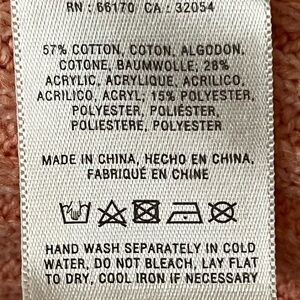 RN : 66170 CA : 32054
57% COTTON, COTON, ALGODON,
COTONE, BAUMWOLLE; 28%
ACRYLIC, ACRYLIQUE, ACRILICO,
ACRILICO, ACRYL; 15% POLYESTER,
POLYESTER, POLIÉSTER,
POLIESTERE, POLYESTER
MADE IN CHINA, HECHO EN CHINA,
FABRIQUÉ EN CHINE
HAND WASH SEPARATELY IN COLD
WATER, DO NOT BLEACH, LAY FLAT
TO DRY, COOL IRON IF NECESSARY